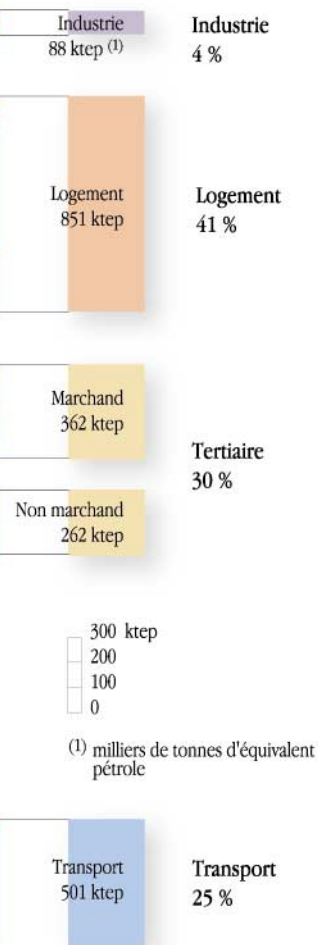 Industrie
88 ktep (1)
Industrie
4 %
Logement
851 ktep
Logement
41 %
Marchand
362 ktep
Non marchand
262 ktep
Tertiaire
30 %
300 ktep
200
100
0
(1) milliers de tonnes d'équivalent
pétrole
Transport
501 ktep
Transport
25 %